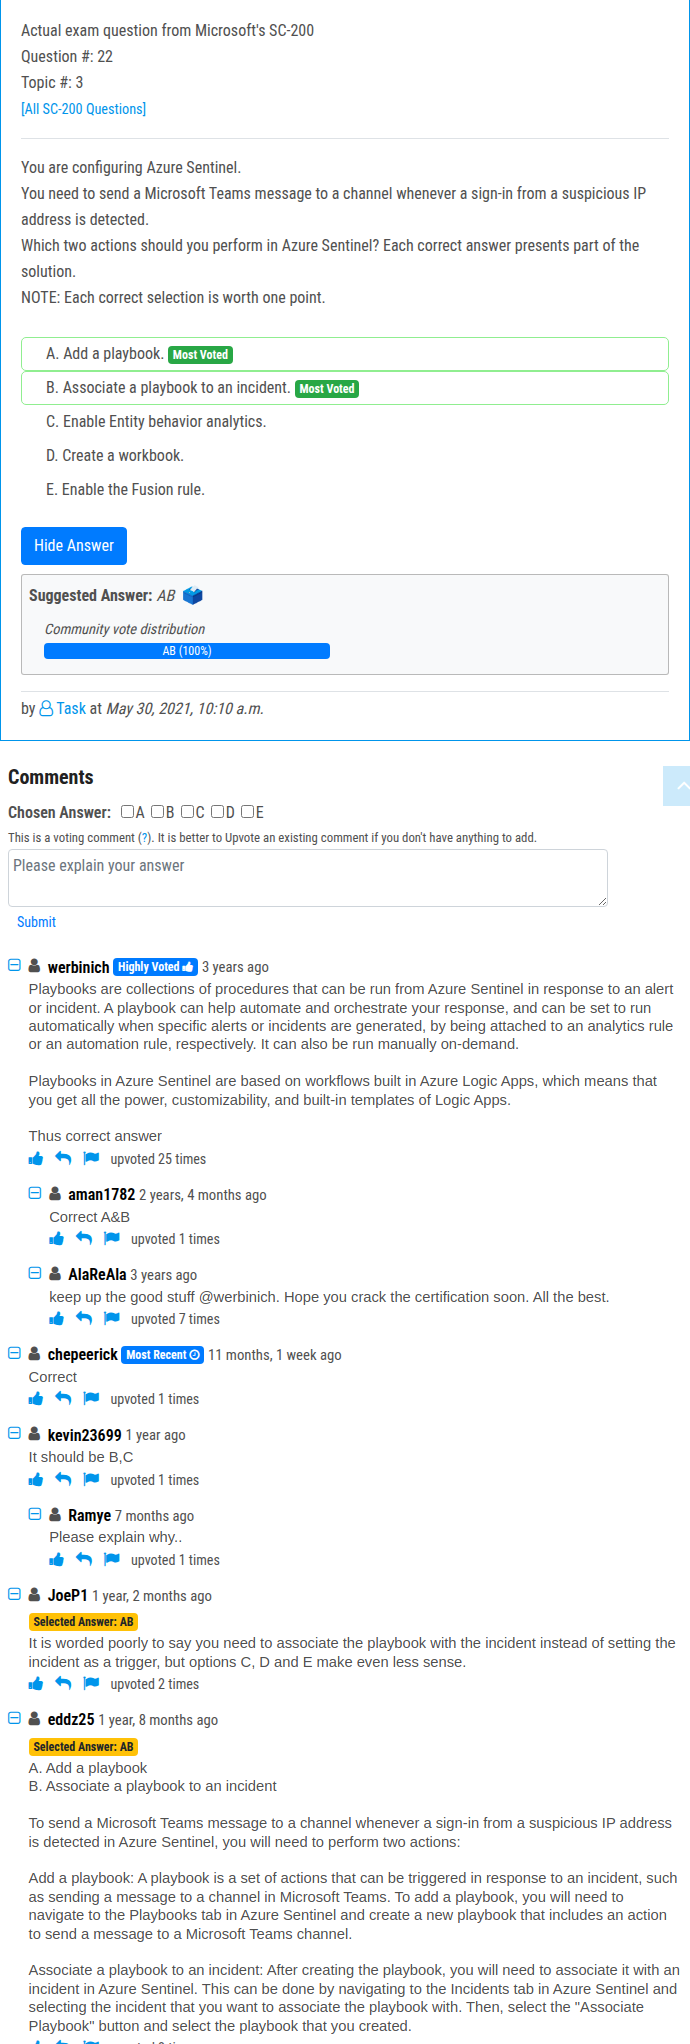 Actual exam question from Microsoft's SC-200
Question #: 22
Topic #: 3
[All SC-200 Questions]
You are configuring Azure Sentinel.
You need to send a Microsoft Teams message to a channel whenever a sign-in from a suspicious IP
address is detected.
Which two actions should you perform in Azure Sentinel? Each correct answer presents part of the
solution.
NOTE: Each correct selection is worth one point.
A. Add a playbook. Most Voted
B. Associate a playbook to an incident. Most Voted
C. Enable Entity behavior analytics.
D. Create a workbook.
E. Enable the Fusion rule.
Hide Answer
Suggested Answer: AB
Community vote distribution
AB (100%)
by Task at May 30, 2021, 10:10 a.m.
Comments
Chosen Answer: A B C D E
This is a voting comment (?). It is better to Upvote an existing comment if you don't have anything to add.
Please explain your answer
Submit
werbinich Highly Voted 3 years ago
Playbooks are collections of procedures that can be run from Azure Sentinel in response to an alert
or incident. A playbook can help automate and orchestrate your response, and can be set to run
automatically when specific alerts or incidents are generated, by being attached to an analytics rule
or an automation rule, respectively. It can also be run manually on-demand.
Playbooks in Azure Sentinel are based on workflows built in Azure Logic Apps, which means that
you get all the power, customizability, and built-in templates of Logic Apps.
Thus correct answer
upvoted 25 times
aman1782 2 years, 4 months ago
Correct A&B
upvoted 1 times
AlaReAla 3 years ago
keep up the good stuff @werbinich. Hope you crack the certification soon. All the best.
upvoted 7 times
chepeerick Most Recent 11 months, 1 week ago
Correct
upvoted 1 times
kevin23699 1 year ago
It should be B,C
upvoted 1 times
Ramye 7 months ago
Please explain why..
upvoted 1 times
JoeP1 1 year, 2 months ago
Selected Answer: AB
It is worded poorly to say you need to associate the playbook with the incident instead of setting the
incident as a trigger, but options C, D and E make even less sense.
upvoted 2 times
eddz25 1 year, 8 months ago
Selected Answer: AB
A. Add a playbook
B. Associate a playbook to an incident
To send a Microsoft Teams message to a channel whenever a sign-in from a suspicious IP address
is detected in Azure Sentinel, you will need to perform two actions:
Add a playbook: A playbook is a set of actions that can be triggered in response to an incident, such
as sending a message to a channel in Microsoft Teams. To add a playbook, you will need to
navigate to the Playbooks tab in Azure Sentinel and create a new playbook that includes an action
to send a message to a Microsoft Teams channel.
Associate a playbook to an incident: After creating the playbook, you will need to associate it with an
incident in Azure Sentinel. This can be done by navigating to the Incidents tab in Azure Sentinel and
selecting the incident that you want to associate the playbook with. Then, select the "Associate
Playbook" button and select the playbook that you created.